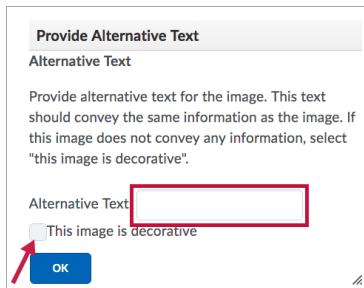 Provide Alternative Text
Alternative Text
Provide alternative text for the image. This text
should convey the same information as the image. If
this image does not convey any information, select
"this image is decorative".
Alternative Text
This image is decorative
OK